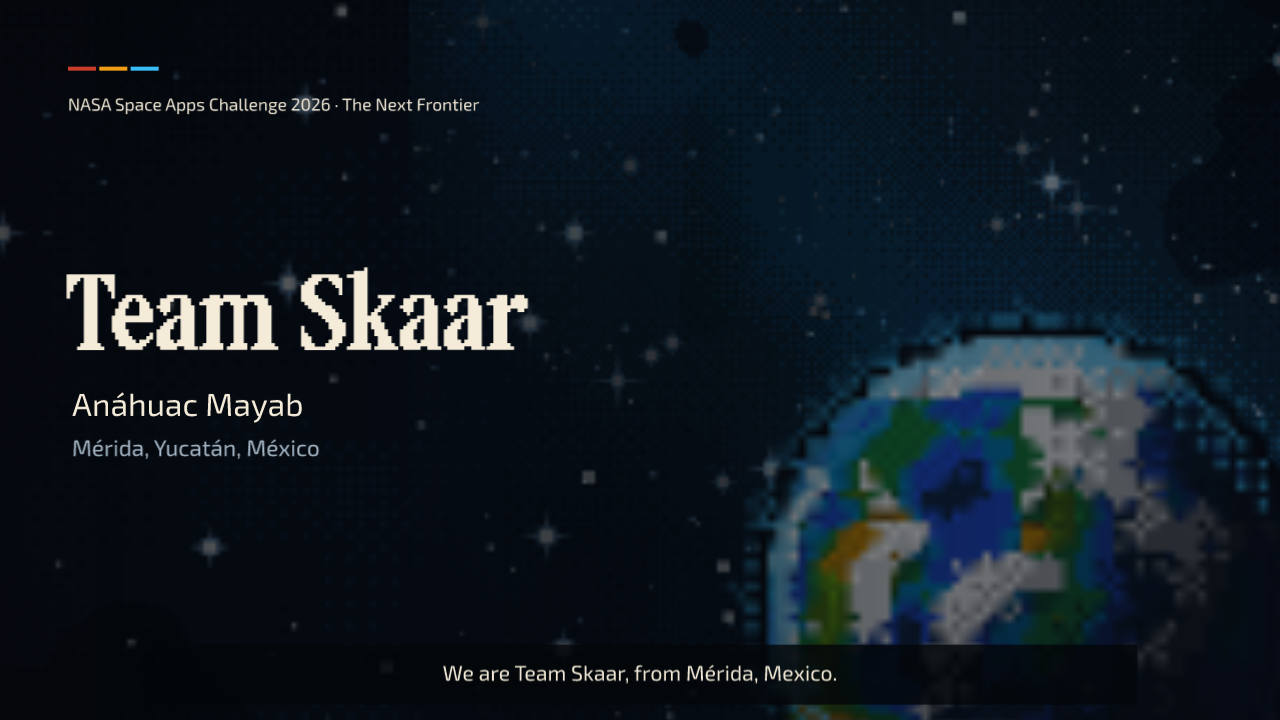 NASA Space Apps Challenge 2026 · The Next Frontier
Team Skaar
Anáhuac Mayab
Mérida, Yucatán, México
We are Team Skaar, from Mérida, Mexico.